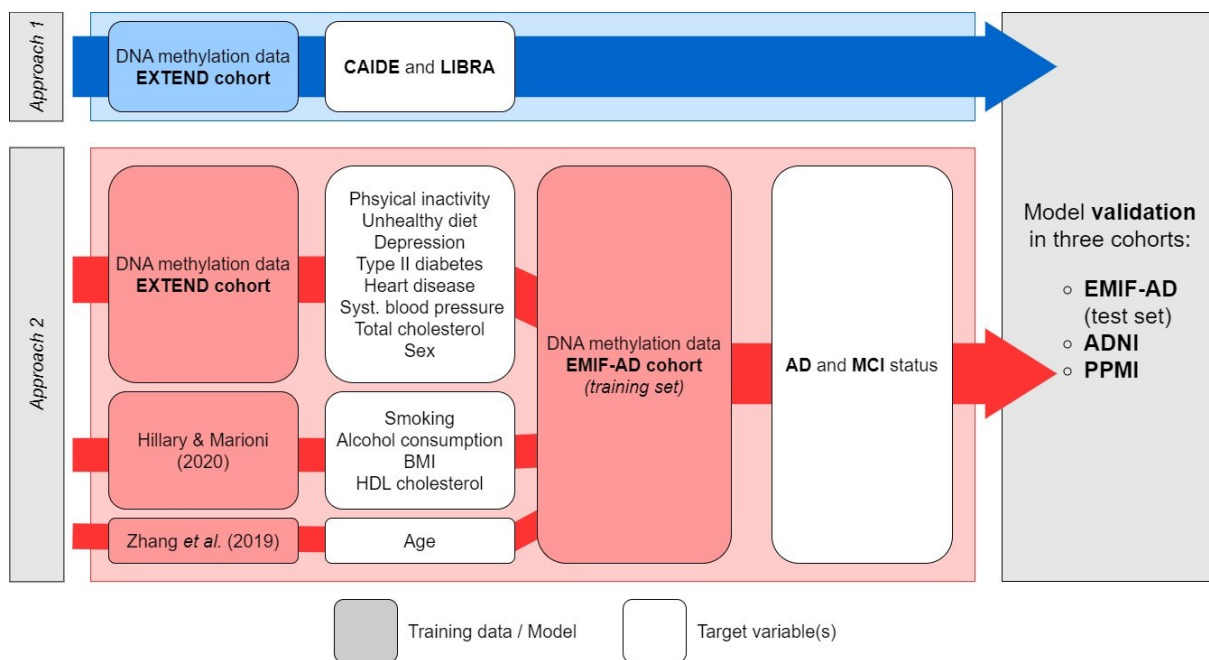 Approach 1
DNA methylation data
EXTEND cohort
CAIDE and LIBRA
Approach 2
DNA methylation data
EXTEND cohort
Phsyical inactivity
Unhealthy diet
Depression
Type II diabetes
Heart disease
Syst. blood pressure
Total cholesterol
Sex
Hillary & Marioni
(2020)
Smoking
Alcohol consumption
BMI
HDL cholesterol
Zhang et al. (2019)
Age
DNA methylation data
EMIF-AD cohort
(training set)
AD and MCI status
Model validation
in three cohorts:
EMIF-AD
(test set)
ADNI
PPMI
Training data / Model
Target variable(s)